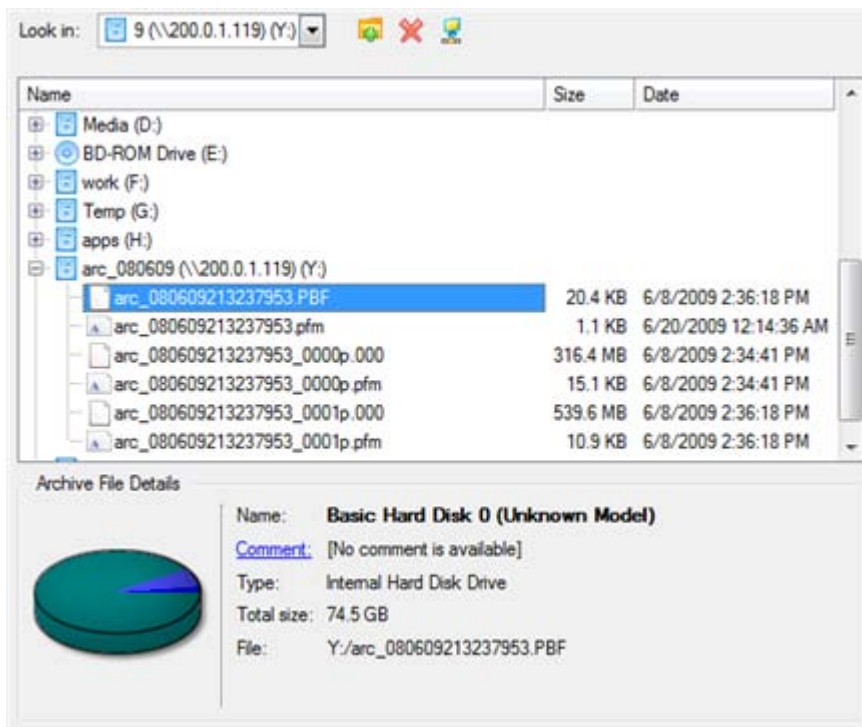 Look in: 9 (\\200.0.1.119) (Y:)
Name Size Date
Media (D:)
BD-ROM Drive (E:)
work (F:)
Temp (G:)
apps (H:)
arc_080609 (\\200.0.1.119) (Y:)
arc_080609213237953.PBF 20.4 KB 6/8/2009 2:36:18 PM
arc_080609213237953.pfm 1.1 KB 6/20/2009 12:14:36 AM
arc_080609213237953_0000p.000 316.4 MB 6/8/2009 2:34:41 PM
arc_080609213237953_0000p.pfm 15.1 KB 6/8/2009 2:34:41 PM
arc_080609213237953_0001p.000 539.6 MB 6/8/2009 2:36:18 PM
arc_080609213237953_0001p.pfm 10.9 KB 6/8/2009 2:36:18 PM
Archive File Details
Name: Basic Hard Disk 0 (Unknown Model)
Comment: [No comment is available]
Type: Internal Hard Disk Drive
Total size: 74.5 GB
File: Y:/arc_080609213237953.PBF